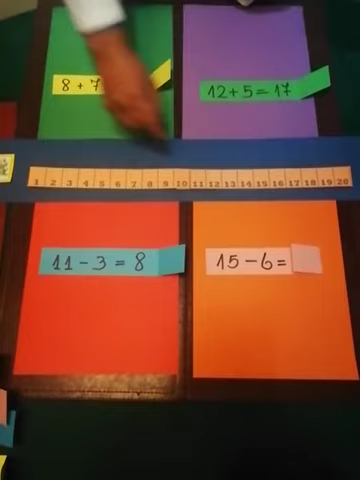 8 + 7
12 + 5 = 17
1 2 3 4 5 6 7 8 9 10 11 12 13 14 15 16 17 18 19 20
11 - 3 = 8
15 - 6 =